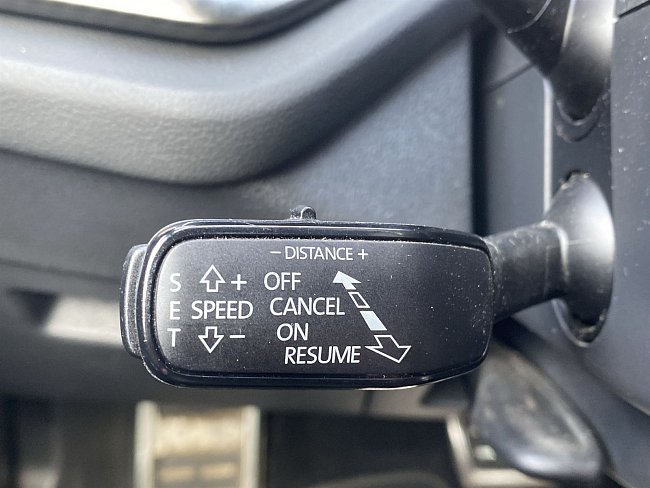 - DISTANCE +
S + OFF
E SPEED CANCEL
T - ON
RESUME